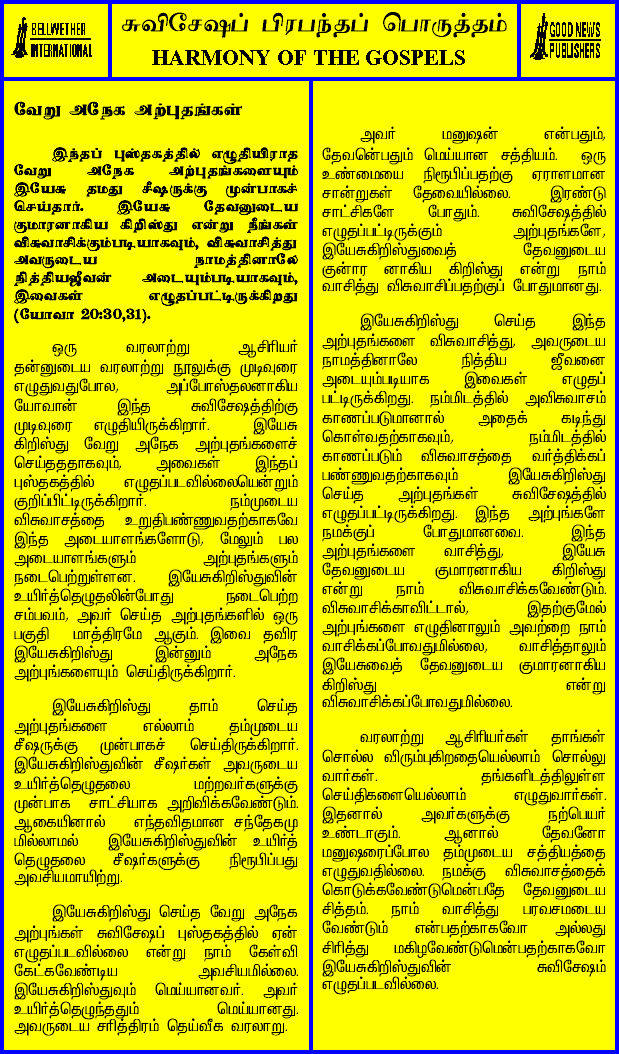 BELLWETHER
INTERNATIONAL
சுவிசேஷப் பிரபந்தப் பொருத்தம்
HARMONY OF THE GOSPELS
GOOD NEWS
PUBLISHERS
வேறு அநேக அற்புதங்கள்
இந்தப் புஸ்தகத்தில் எழுதியிராத
வேறு அநேக அற்புதங்களையும்
இயேசு தமது சீஷருக்கு முன்பாகச்
செய்தார். இயேசு தேவனுடைய
குமாரனாகிய கிறிஸ்து என்று நீங்கள்
விசுவாசிக்கும்படியாகவும், விசுவாசித்து
அவருடைய நாமத்தினாலே
நித்தியஜீவன் அடையும்படியாகவும்,
இவைகள் எழுதப்பட்டிருக்கிறது
(யோவா 20:30,31).
ஒரு வரலாற்று ஆசிரியர்
தன்னுடைய வரலாற்று நூலுக்கு முடிவுரை
எழுதுவதுபோல, அப்போஸ்தலனாகிய
யோவான் இந்த சுவிசேஷத்திற்கு
முடிவுரை எழுதியிருக்கிறார். இயேசு
கிறிஸ்து வேறு அநேக அற்புதங்களைச்
செய்ததாகவும், அவைகள் இந்தப்
புஸ்தகத்தில் எழுதப்படவில்லையென்றும்
குறிப்பிட்டிருக்கிறார். நம்முடைய
விசுவாசத்தை உறுதிபண்ணுவதற்காகவே
இந்த அடையாளங்களோடு, மேலும் பல
அடையாளங்களும் அற்புதங்களும்
நடைபெற்றுள்ளன. இயேசுகிறிஸ்துவின்
உயிர்த்தெழுதலின்போது நடைபெற்ற
சம்பவம், அவர் செய்த அற்புதங்களில் ஒரு
பகுதி மாத்திரமே ஆகும். இவை தவிர
இயேசுகிறிஸ்து இன்னும் அநேக
அற்புங்களையும் செய்திருக்கிறார்.
இயேசுகிறிஸ்து தாம் செய்த
அற்புதங்களை எல்லாம் தம்முடைய
சீஷருக்கு முன்பாகச் செய்திருக்கிறார்.
இயேசுகிறிஸ்துவின் சீஷர்கள் அவருடைய
உயிர்த்தெழுதலை மற்றவர்களுக்கு
முன்பாக சாட்சியாக அறிவிக்கவேண்டும்.
ஆகையினால் எந்தவிதமான சந்தேகமு
மில்லாமல் இயேசுகிறிஸ்துவின் உயிர்த்
தெழுதலை சீஷர்களுக்கு நிரூபிப்பது
அவசியமாயிற்று.
இயேசுகிறிஸ்து செய்த வேறு அநேக
அற்புங்கள் சுவிசேஷப் புஸ்தகத்தில் ஏன்
எழுதப்படவில்லை என்று நாம் கேள்வி
கேட்கவேண்டிய அவசியமில்லை.
இயேசுகிறிஸ்துவும் மெய்யானவர். அவர்
உயிர்த்தெழுந்ததும் மெய்யானது.
அவருடைய சரித்திரம் தெய்வீக வரலாறு.
அவர் மனுஷன் என்பதும்,
தேவனென்பதும் மெய்யான சத்தியம். ஒரு
உண்மையை நிரூபிப்பதற்கு ஏராளமான
சான்றுகள் தேவையில்லை. இரண்டு
சாட்சிகளே போதும். சுவிசேஷத்தில்
எழுதப்பட்டிருக்கும் அற்புதங்களே,
இயேசுகிறிஸ்துவைத் தேவனுடைய
குன்ார னாகிய கிறிஸ்து என்று நாம்
வாசித்து விசுவாசிப்பதற்குப் போதுமானது.
இயேசுகிறிஸ்து செய்த இந்த
அற்புதங்களை விசுவாசித்து, அவருடைய
நாமத்தினாலே நித்திய ஜீவனை
அடையும்படியாக இவைகள் எழுதப்
பட்டிருக்கிறது. நம்மிடத்தில் அவிசுவாசம்
காணப்படுமானால் அதைக் கடிந்து
கொள்வதற்காகவும், நம்மிடத்தில்
காணப்படும் விசுவாசத்தை வர்த்திக்கப்
பண்ணுவதற்காகவும் இயேசுகிறிஸ்து
செய்த அற்புதங்கள் சுவிசேஷத்தில்
எழுதப்பட்டிருக்கிறது. இந்த அற்புங்களே
நமக்குப் போதுமானவை. இந்த
அற்புதங்களை வாசித்து, இயேசு
தேவனுடைய குமாரனாகிய கிறிஸ்து
என்று நாம் விசுவாசிக்கவேண்டும்.
விசுவாசிக்காவிட்டால், இதற்குமேல்
அற்புங்களை எழுதினாலும் அவற்றை நாம்
வாசிக்கப்போவதுமில்லை, வாசித்தாலும்
இயேசுவைத் தேவனுடைய குமாரனாகிய
கிறிஸ்து என்று
விசுவாசிக்கப்போவதுமில்லை.
வரலாற்று ஆசிரியர்கள் தாங்கள்
சொல்ல விரும்புகிறதையெல்லாம் சொல்லு
வார்கள். தங்களிடத்திலுள்ள
செய்திகளையெல்லாம் எழுதுவார்கள்.
இதனால் அவர்களுக்கு நற்பெயர்
உண்டாகும். ஆனால் தேவனோ
மனுஷரைப்போல தம்முடைய சத்தியத்தை
எழுதுவதில்லை. நமக்கு விசுவாசத்தைக்
கொடுக்கவேண்டுமென்பதே தேவனுடைய
சித்தம். நாம் வாசித்து பரவசமடைய
வேண்டும் என்பதற்காகவோ அல்லது
சிரித்து மகிழவேண்டுமென்பதற்காகவோ
இயேசுகிறிஸ்துவின் சுவிசேஷம்
எழுதப்படவில்லை.